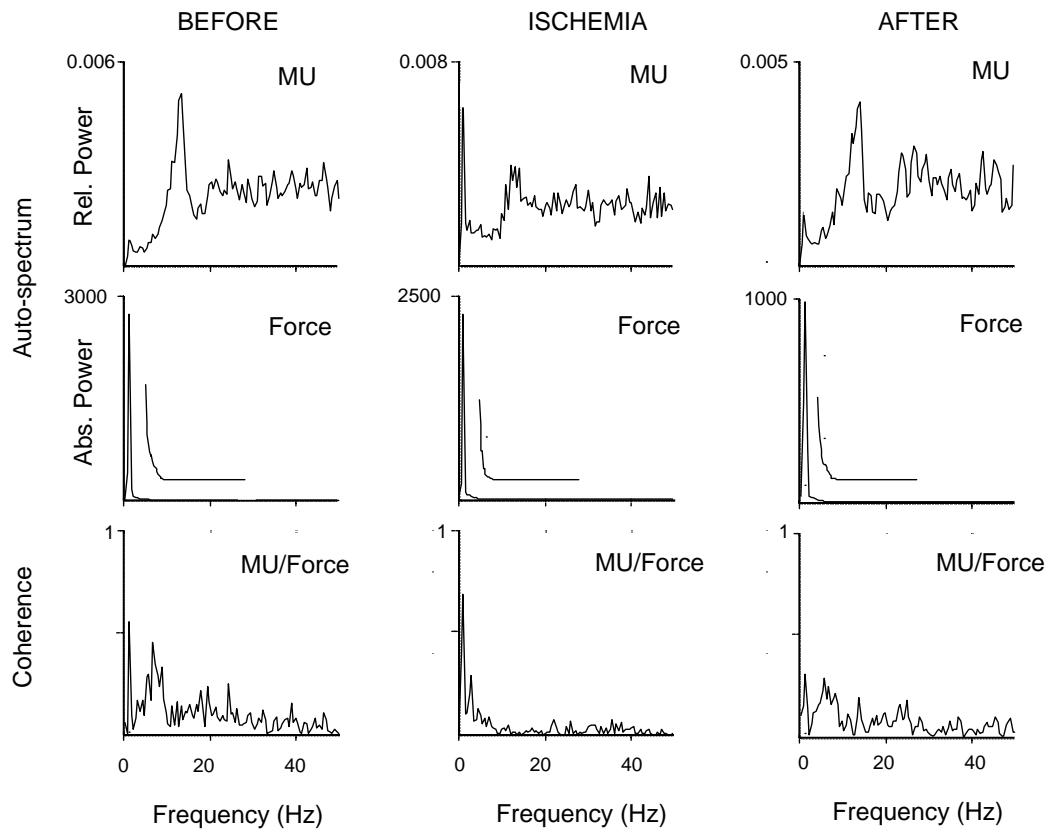 BEFORE
ISCHEMIA
AFTER
0.006
MU
0.008
MU
0.005
MU
Rel. Power
Auto-spectrum
3000
Force
2500
Force
1000
Force
Abs. Power
1
MU/Force
1
MU/Force
1
MU/Force
Coherence
0 20 40
0 20 40
0 20 40
Frequency (Hz)
Frequency (Hz)
Frequency (Hz)